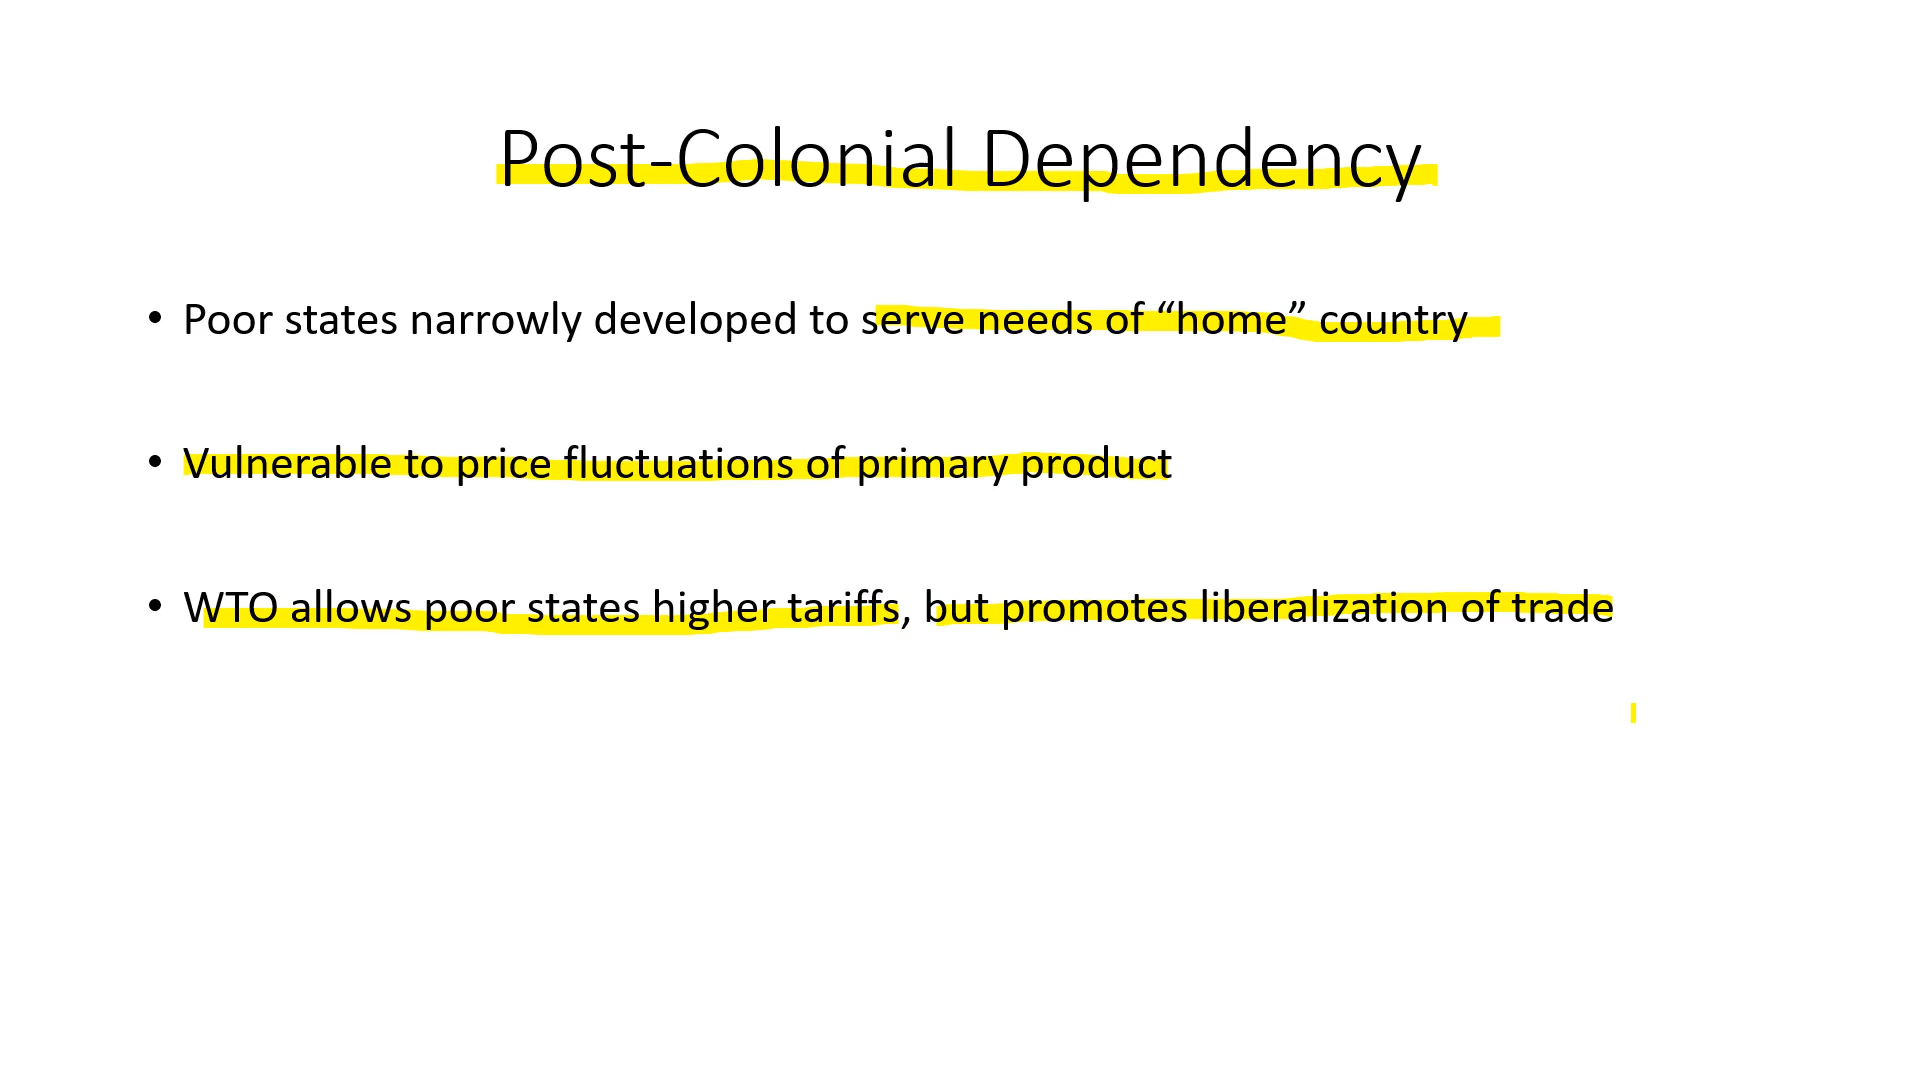 Post-Colonial Dependency
• Poor states narrowly developed to serve needs of “home” country
• Vulnerable to price fluctuations of primary product
• WTO allows poor states higher tariffs, but promotes liberalization of trade